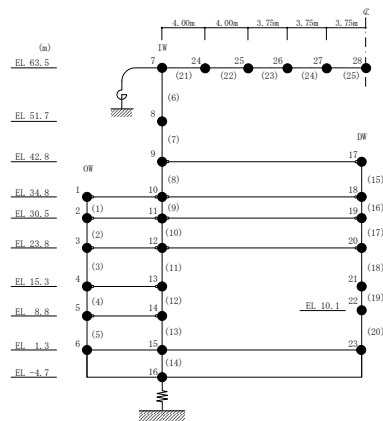 4.00m 4.00m 3.75m 3.75m 3.75m
℄
(m)
IW
7 24 25 26 27 28
EL 63.5
(21) (22) (23) (24) (25)
(6)
EL 51.7
8
(7)
DW
EL 42.8
9 17
OW
(8) (15)
EL 34.8
1 10 18
(1) (9) (16)
EL 30.5
2 11 19
(2) (10) (17)
EL 23.8
3 12 20
(3) (11) (18)
EL 15.3
4 13 21
(4) (12) (19)
EL 10.1
22
EL 8.8
5 14
(5) (13) (20)
EL 1.3
6 15 23
(14)
EL -4.7
16